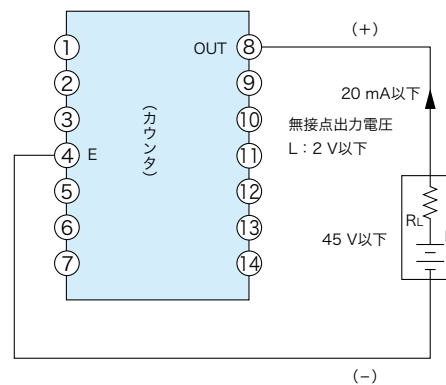 (+)
① OUT ⑧
② ⑨
③ ⑩
④ E ⑪
⑤ ⑫
⑥ ⑬
⑦ ⑭
(カウンタ)
20 mA以下
無接点出力電圧
L：2 V以下
RL
45 V以下
(−)